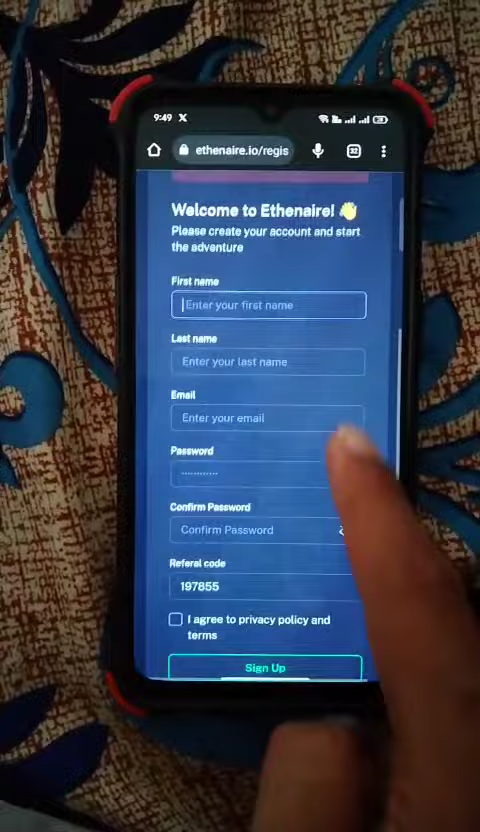 9:49 X
ethenaire.io/regis
32
Welcome to Ethenaire! 👋
Please create your account and start
the adventure
First name
Enter your first name
Last name
Enter your last name
Email
Enter your email
Password
Confirm Password
Confirm Password
Referal code
197855
I agree to privacy policy and
terms
Sign Up